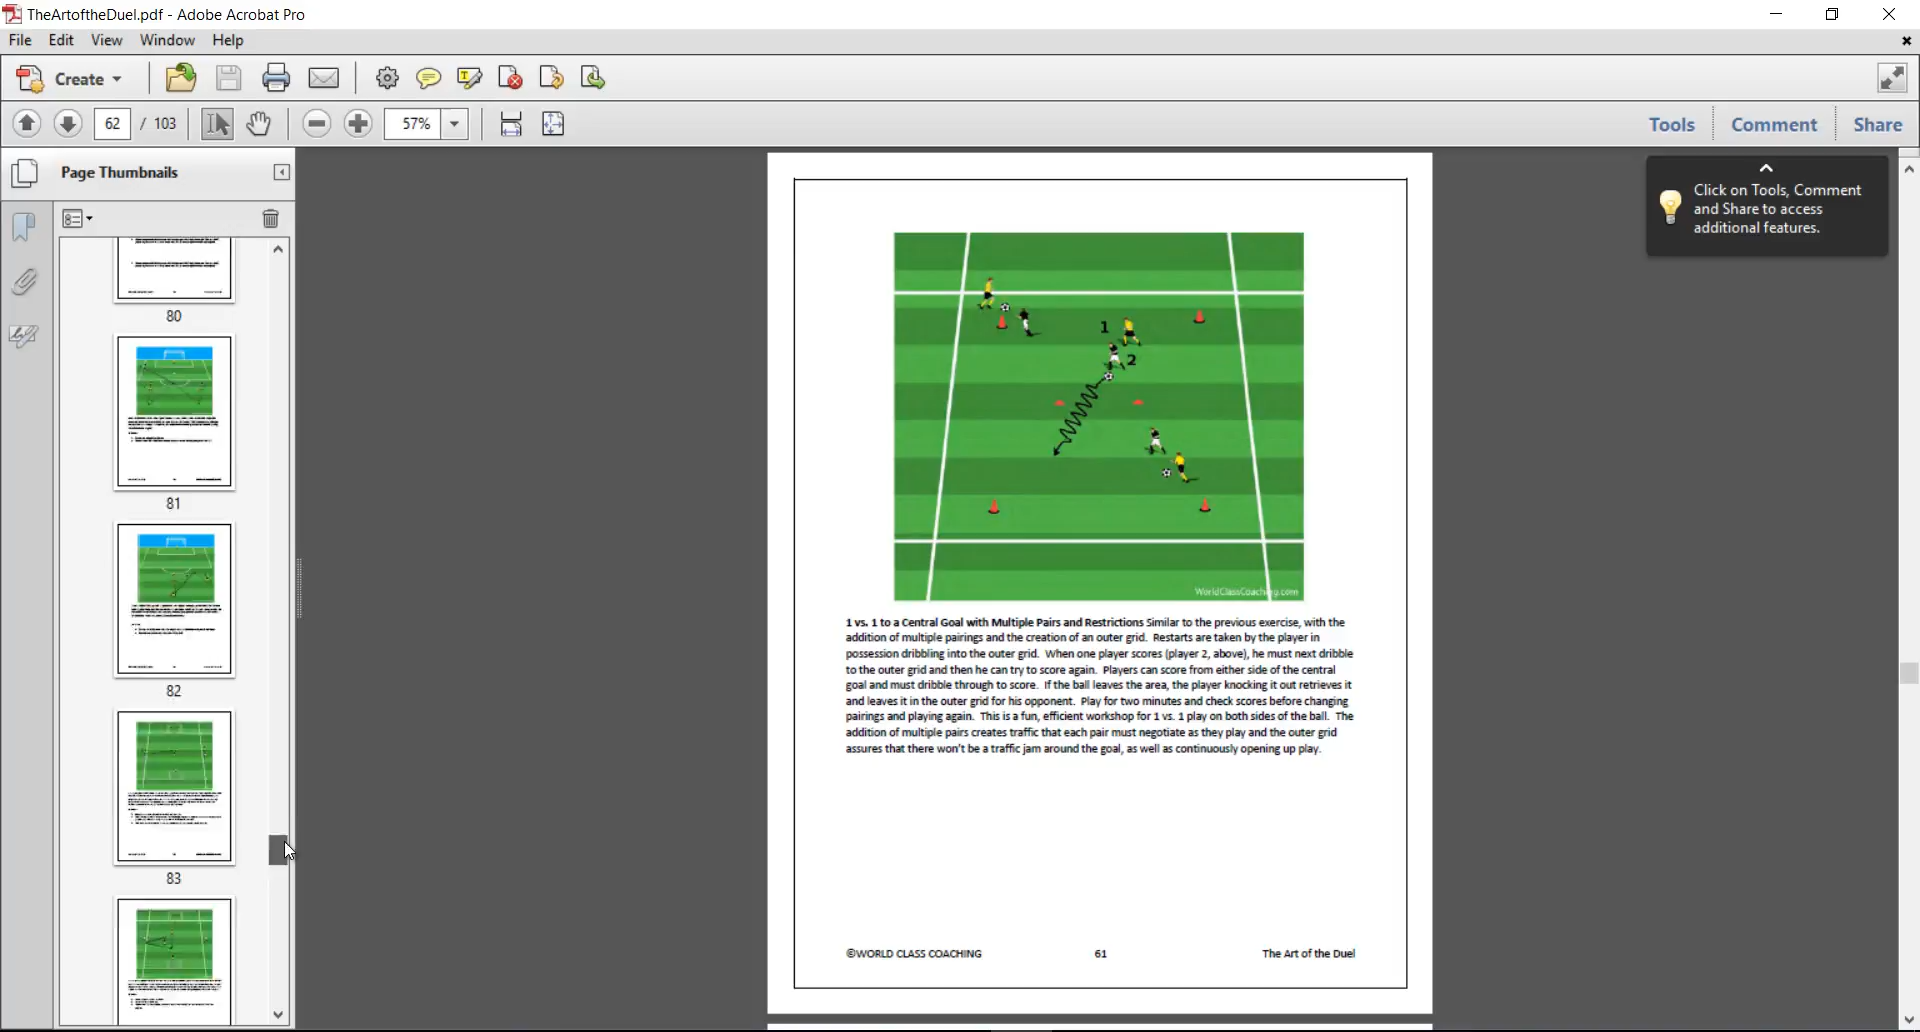 TheArtoftheDuel.pdf - Adobe Acrobat Pro
File Edit View Window Help
Create
62 / 103 57% Tools Comment Share
Page Thumbnails
Click on Tools, Comment
and Share to access
additional features.
80
81
82
83
1
2
WorldClassCoaching.com
1 vs. 1 to a Central Goal with Multiple Pairs and Restrictions Similar to the previous exercise, with the
addition of multiple pairings and the creation of an outer grid. Restarts are taken by the player in
possession dribbling into the outer grid. When one player scores (player 2, above), he must next dribble
to the outer grid and then he can try to score again. Players can score from either side of the central
goal and must dribble through to score. If the ball leaves the area, the player knocking it out retrieves it
and leaves it in the outer grid for his opponent. Play for two minutes and check scores before changing
pairings and playing again. This is a fun, efficient workshop for 1 vs. 1 play on both sides of the ball. The
addition of multiple pairs creates traffic that each pair must negotiate as they play and the outer grid
assures that there won't be a traffic jam around the goal, as well as continuously opening up play.
©WORLD CLASS COACHING 61 The Art of the Duel